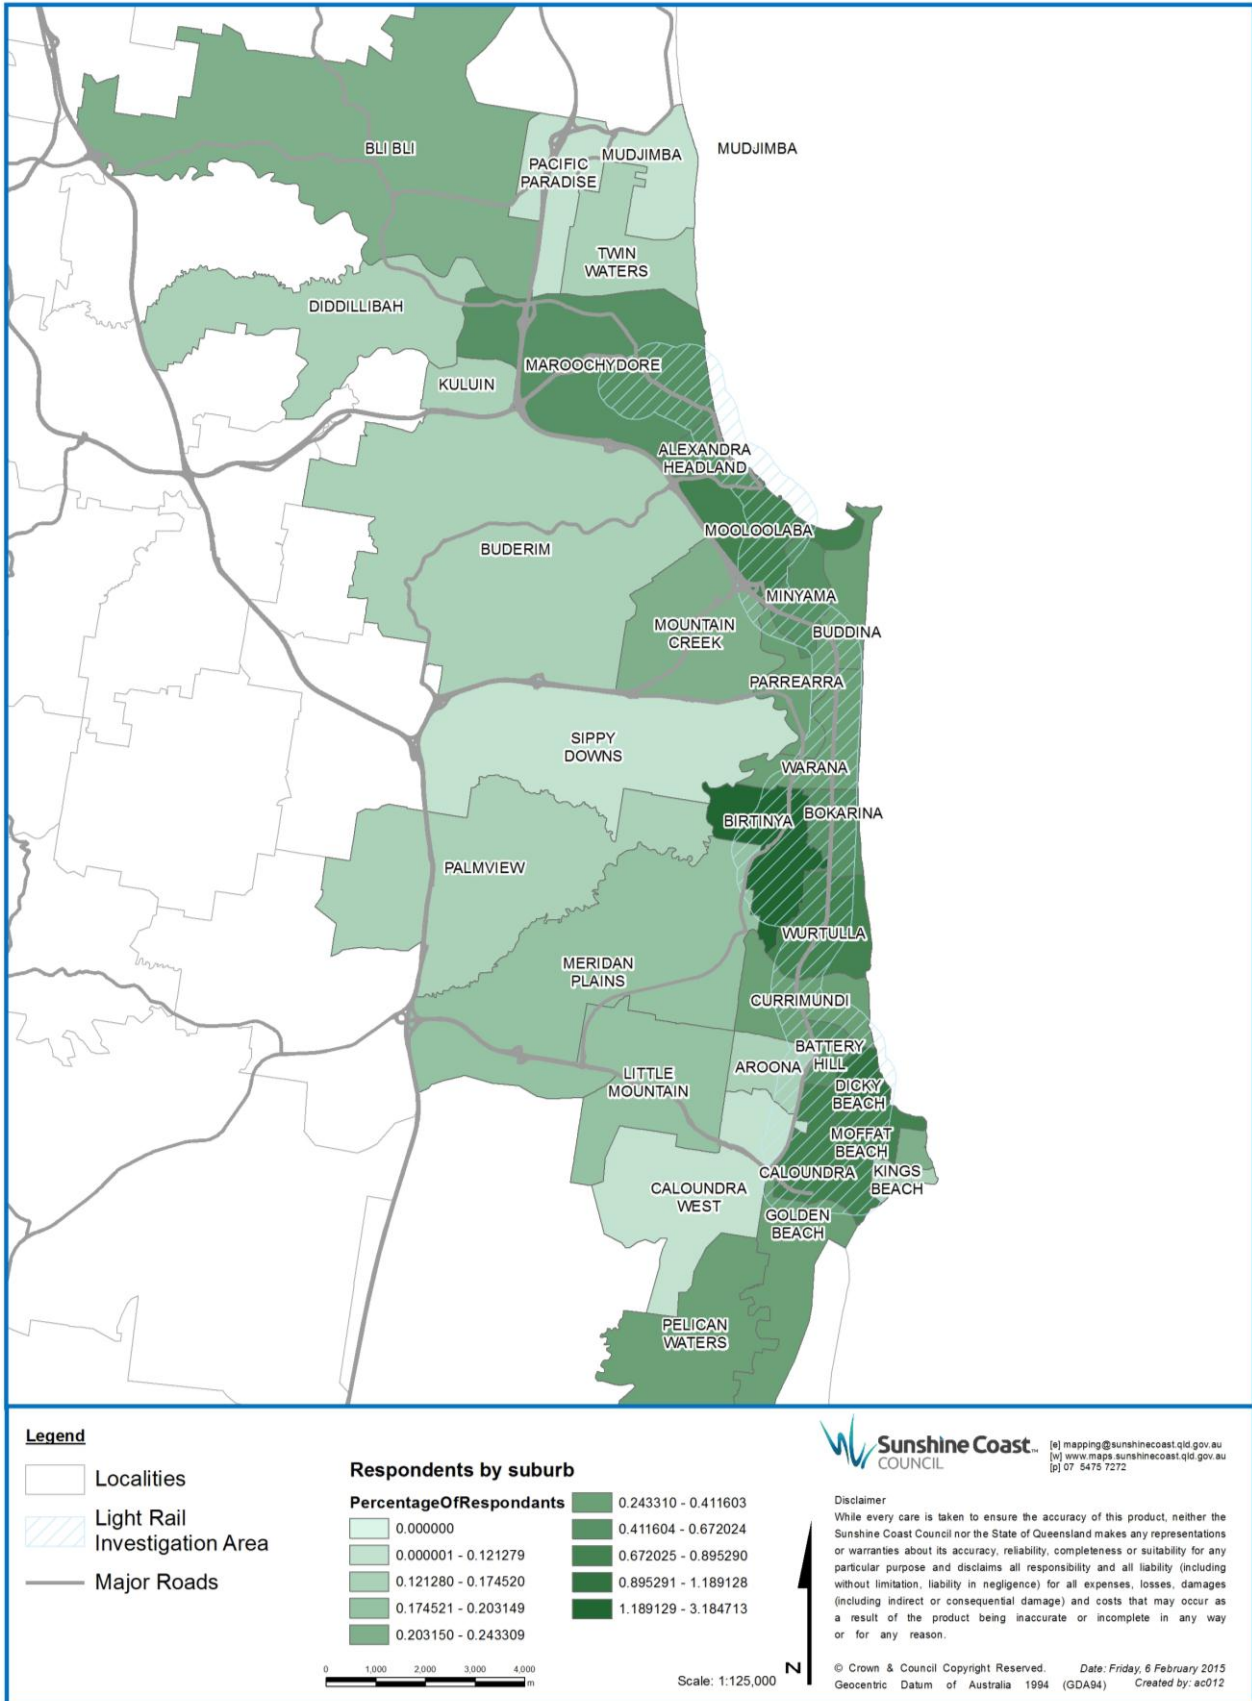 BLI BLI
PACIFIC
PARADISE
MUDJIMBA
MUDJIMBA
TWIN
WATERS
DIDDILLIBAH
MAROOCHYDORE
KULUIN
ALEXANDRA
HEADLAND
MOOLOOLABA
BUDERIM
MINYAMA
MOUNTAIN
CREEK
BUDDINA
PARREARRA
SIPPY
DOWNS
WARANA
BIRTINYA
BOKARINA
PALMVIEW
WURTULLA
MERIDAN
PLAINS
CURRIMUNDI
BATTERY
HILL
AROONA
LITTLE
MOUNTAIN
DICKY
BEACH
MOFFAT
BEACH
CALOUNDRA
KINGS
BEACH
CALOUNDRA
WEST
GOLDEN
BEACH
PELICAN
WATERS
Legend
Localities
Light Rail
Investigation Area
Major Roads
Respondents by suburb
PercentageOfRespondants
0.000000
0.000001 - 0.121279
0.121280 - 0.174520
0.174521 - 0.203149
0.203150 - 0.243309
0.243310 - 0.411603
0.411604 - 0.672024
0.672025 - 0.895290
0.895291 - 1.189128
1.189129 - 3.184713
0 1,000 2,000 3,000 4,000
m
Scale: 1:125,000
N
Sunshine Coast™
COUNCIL
[e] mapping@sunshinecoast.qld.gov.au
[w] www.maps.sunshinecoast.qld.gov.au
[p] 07 5475 7272
Disclaimer
While every care is taken to ensure the accuracy of this product, neither the
Sunshine Coast Council nor the State of Queensland makes any representations
or warranties about its accuracy, reliability, completeness or suitability for any
particular purpose and disclaims all responsibility and all liability (including
without limitation, liability in negligence) for all expenses, losses, damages
(including indirect or consequential damage) and costs that may occur as
a result of the product being inaccurate or incomplete in any way
or for any reason.
© Crown & Council Copyright Reserved.
Geocentric Datum of Australia 1994 (GDA94)
Date: Friday, 6 February 2015
Created by: ac012